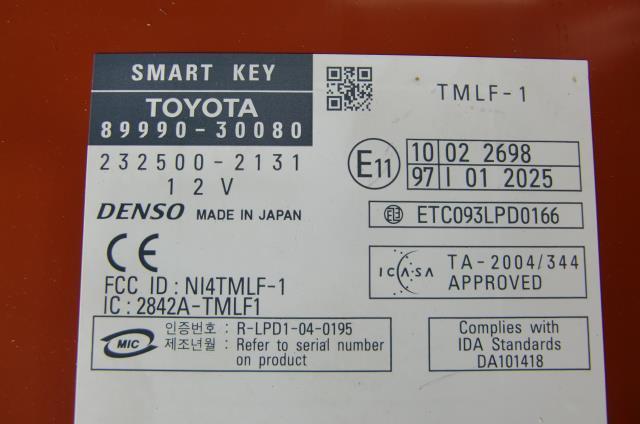 SMART KEY
TOYOTA
89990-30080
232500-2131
12V
DENSO MADE IN JAPAN
CE
FCC ID : NI4TMLF-1
IC : 2842A-TMLF1
MIC
인증번호 : R-LPD1-04-0195
제조년월 : Refer to serial number
on product
TMLF-1
E11
10 02 2698
97 I 01 2025
ETC093LPD0166
ICASA
TA-2004/344
APPROVED
Complies with
IDA Standards
DA101418